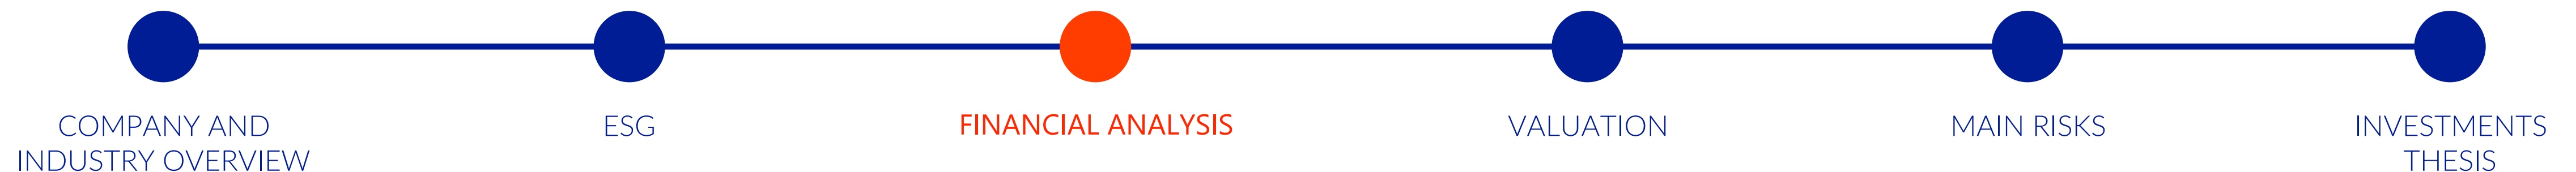 COMPANY AND
INDUSTRY OVERVIEW
ESG
FINANCIAL ANALYSIS
VALUATION
MAIN RISKS
INVESTMENTS
THESIS